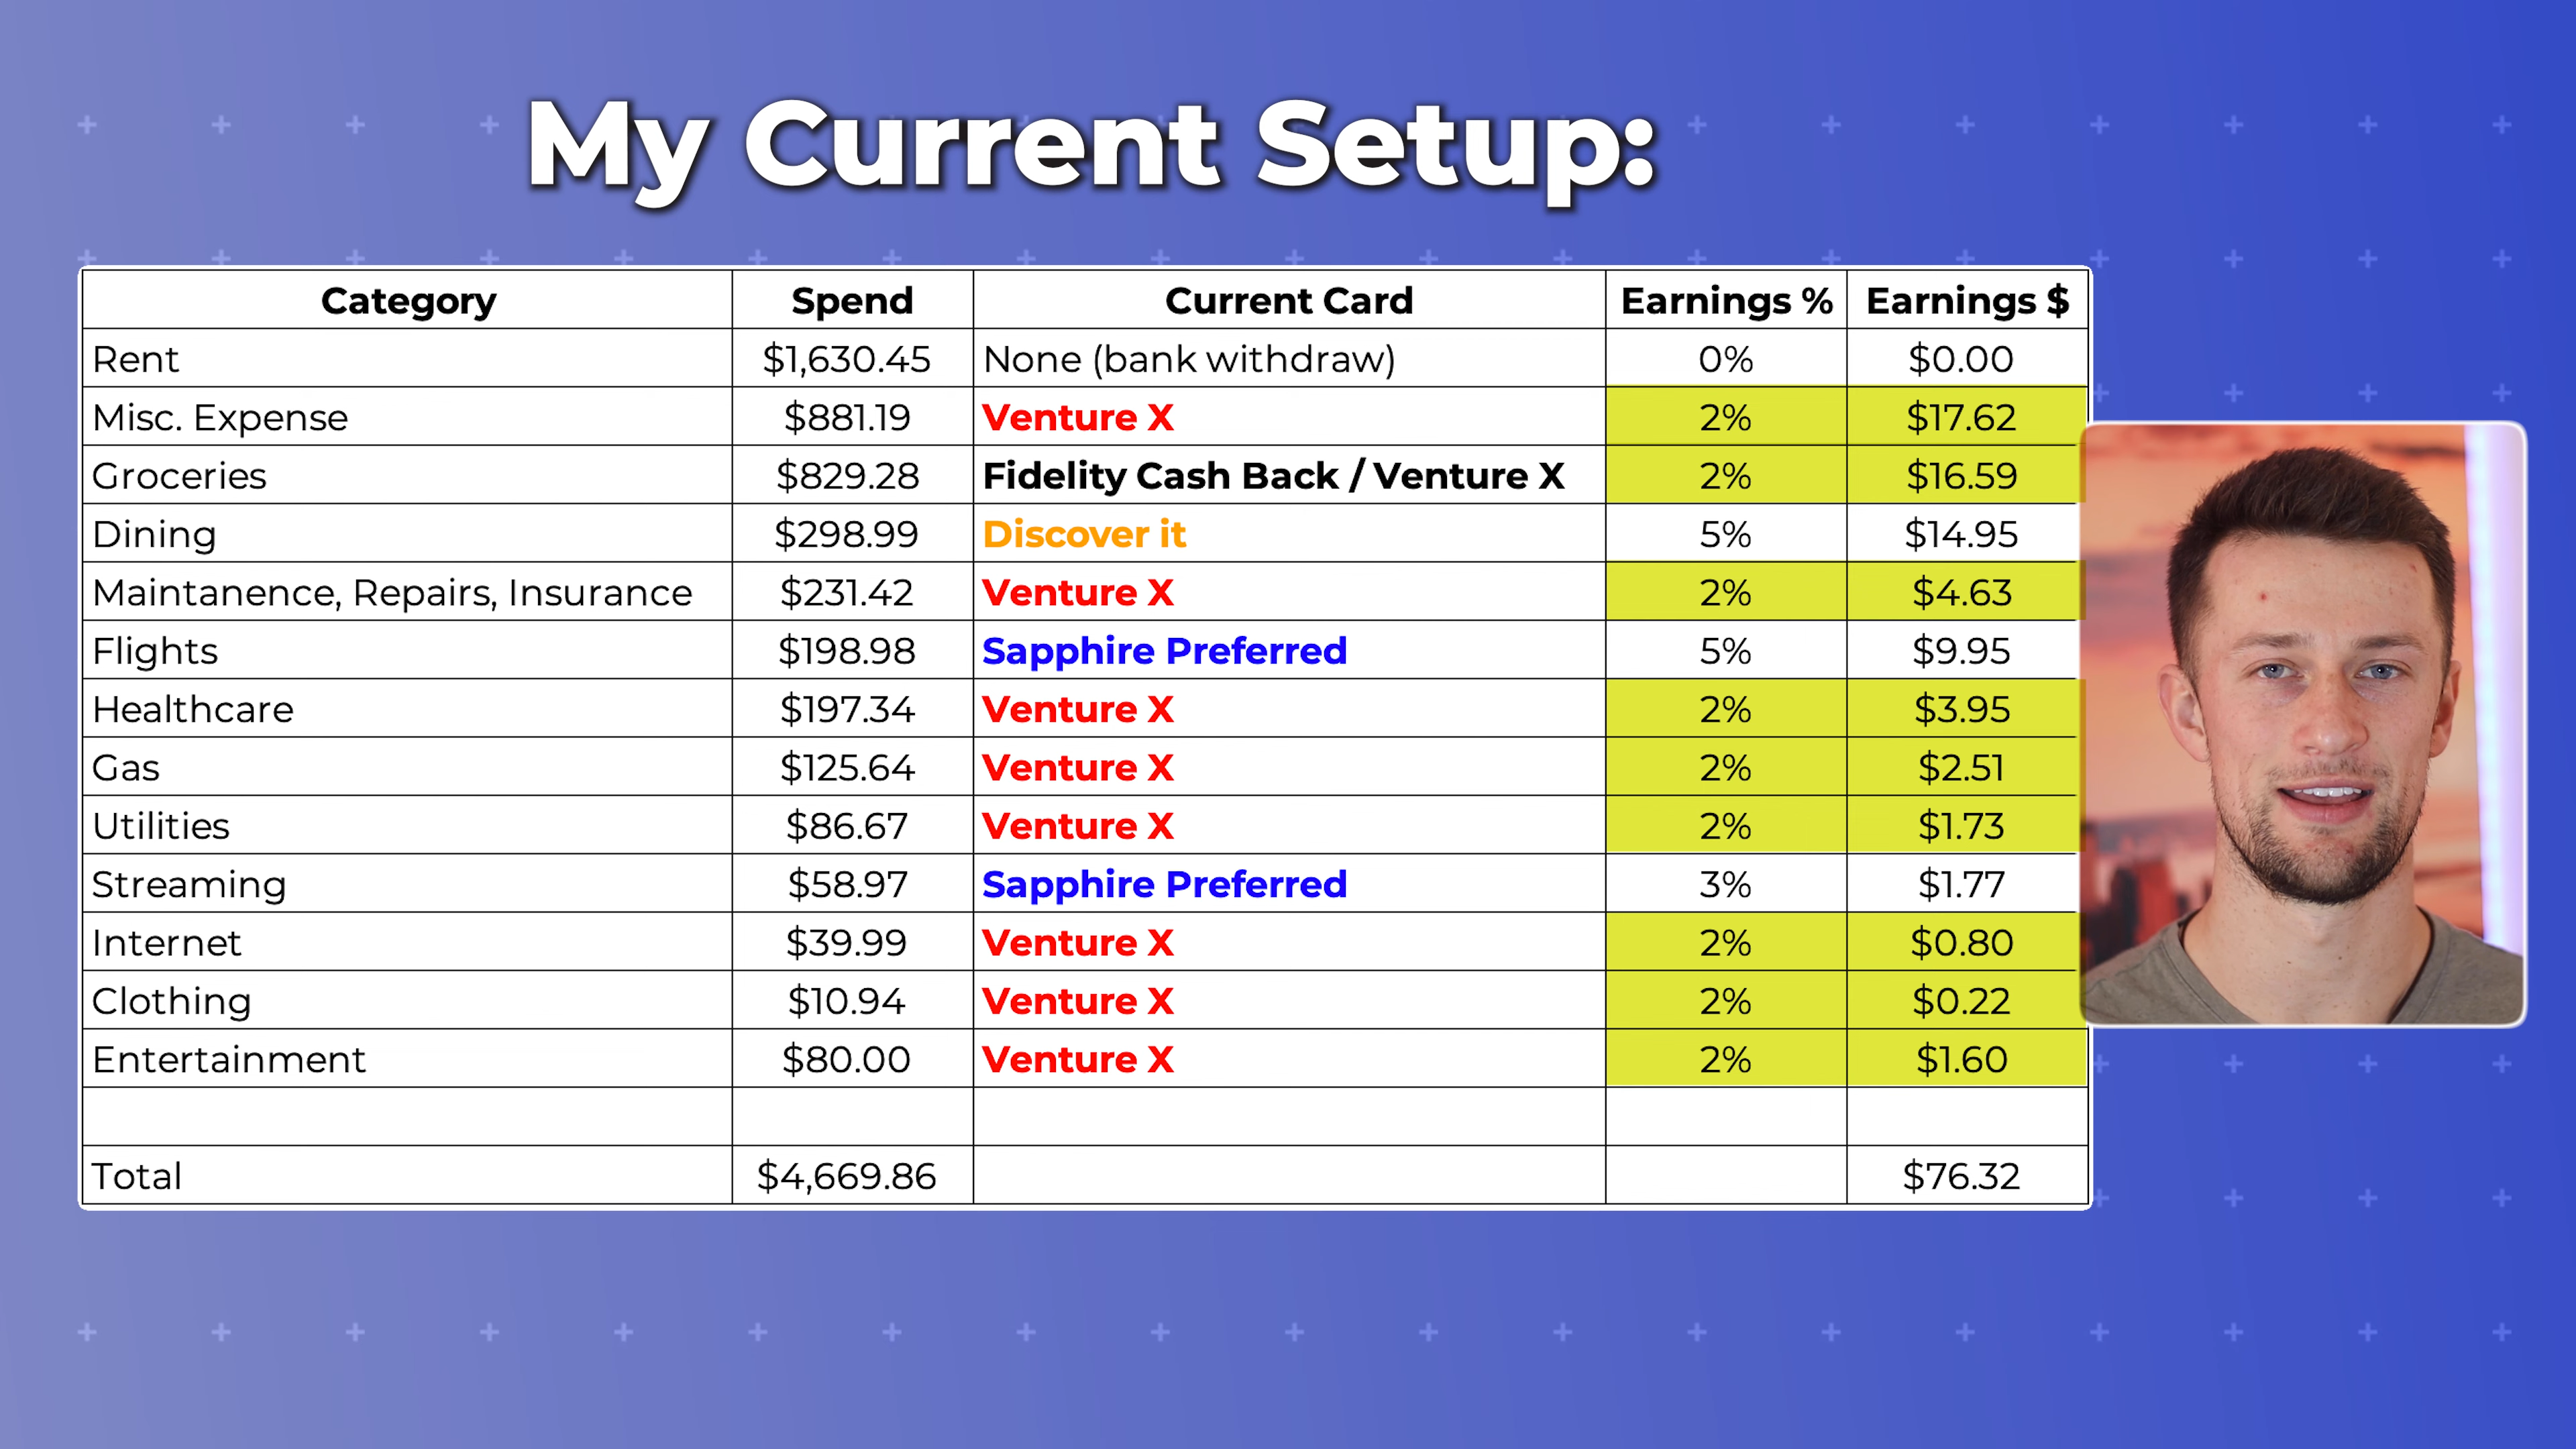 My Current Setup:
Category Spend Current Card Earnings % Earnings $
Rent $1,630.45 None (bank withdraw) 0% $0.00
Misc. Expense $881.19 Venture X 2% $17.62
Groceries $829.28 Fidelity Cash Back / Venture X 2% $16.59
Dining $298.99 Discover it 5% $14.95
Maintanence, Repairs, Insurance $231.42 Venture X 2% $4.63
Flights $198.98 Sapphire Preferred 5% $9.95
Healthcare $197.34 Venture X 2% $3.95
Gas $125.64 Venture X 2% $2.51
Utilities $86.67 Venture X 2% $1.73
Streaming $58.97 Sapphire Preferred 3% $1.77
Internet $39.99 Venture X 2% $0.80
Clothing $10.94 Venture X 2% $0.22
Entertainment $80.00 Venture X 2% $1.60
Total $4,669.86 $76.32